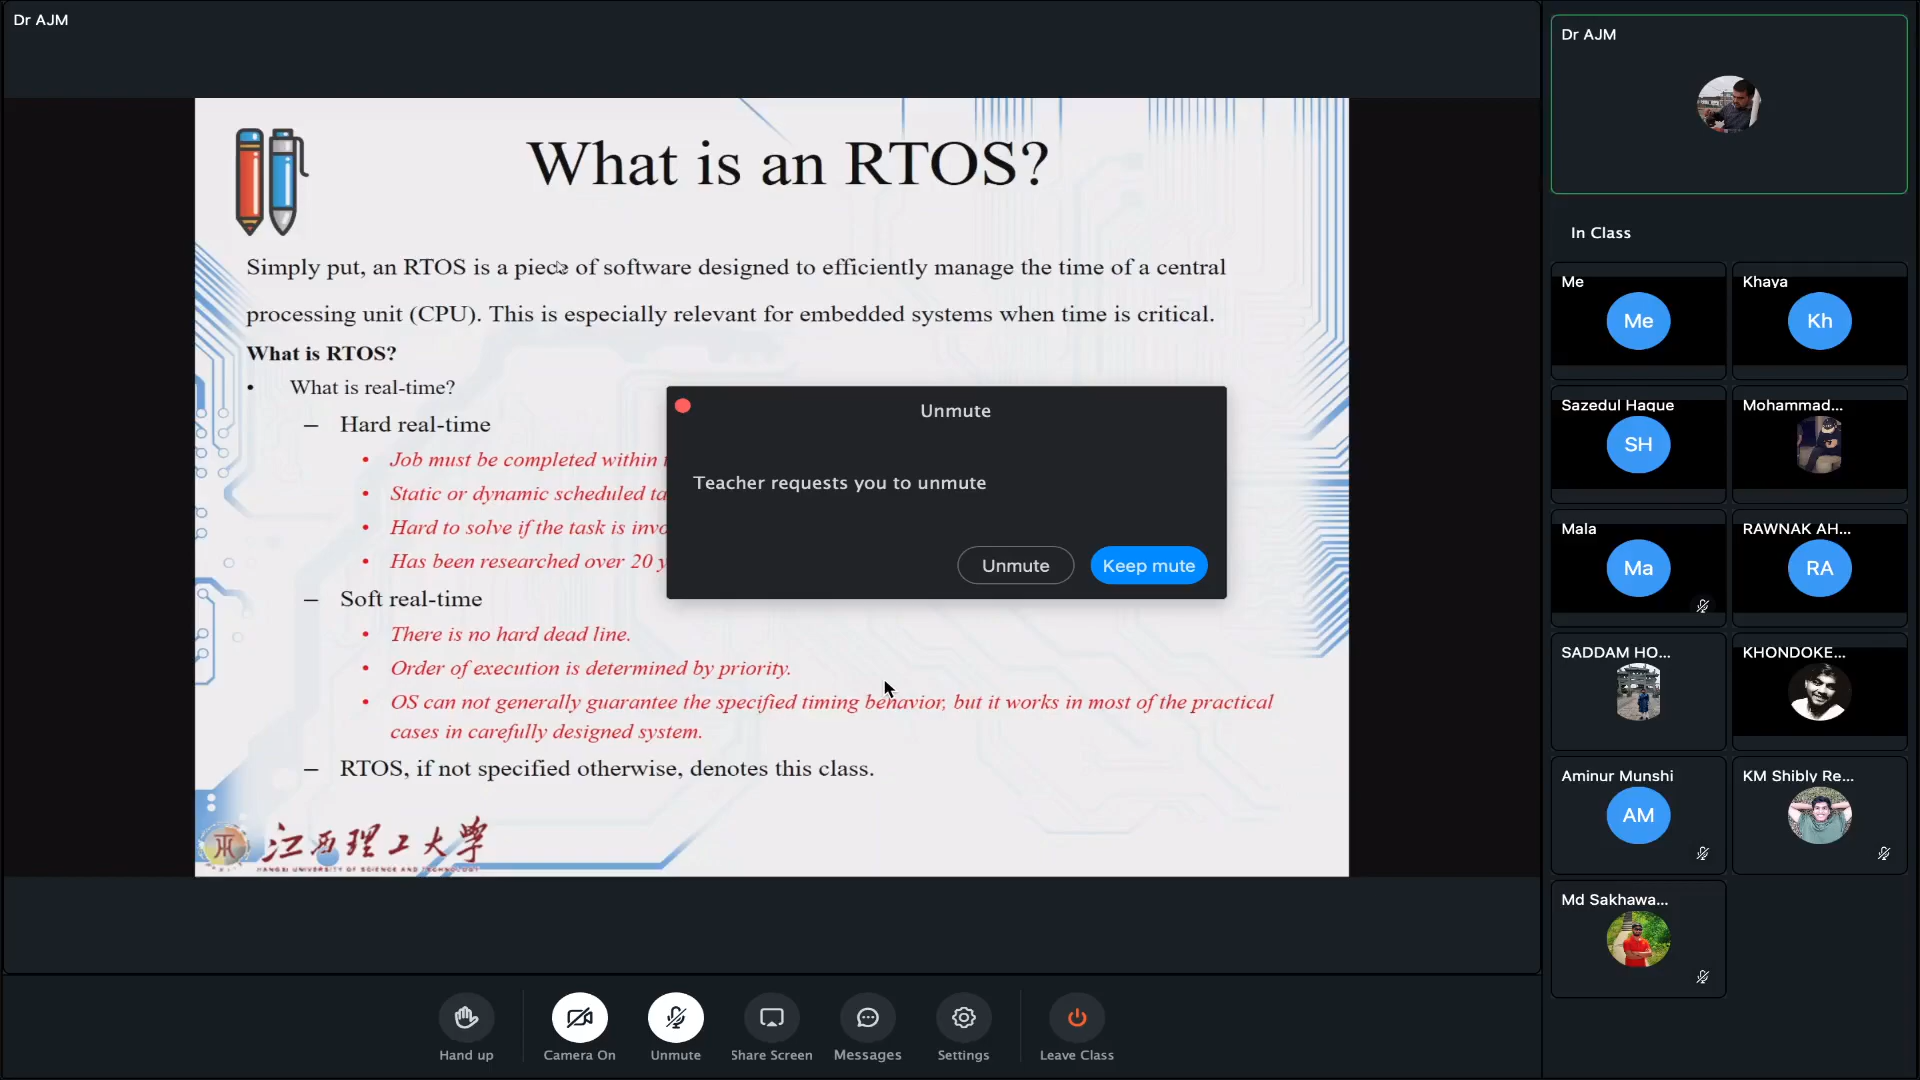 Dr AJM
What is an RTOS?
Simply put, an RTOS is a piece of software designed to efficiently manage the time of a central
processing unit (CPU). This is especially relevant for embedded systems when time is critical.
What is RTOS?
• What is real-time?
– Hard real-time
• Job must be completed within
• Static or dynamic scheduled
• Hard to solve if the task is
• Has been researched over 20
– Soft real-time
• There is no hard dead line.
• Order of execution is determined by priority.
• OS can not generally guarantee the specified timing behavior, but it works in most of the practical
cases in carefully designed system.
– RTOS, if not specified otherwise, denotes this class.
江西理工大学
JIANGXI UNIVERSITY OF SCIENCE AND TECHNOLOGY
Unmute
Teacher requests you to unmute
Unmute
Keep mute
Dr AJM
In Class
Me
Me
Khaya
Kh
Sazedul Haque
SH
Mohammad...
Mala
Ma
RAWNAK AH...
RA
SADDAM HO...
KHONDOKE...
Aminur Munshi
AM
KM Shibly Re...
Md Sakhawa...
Hand up
Camera On
Unmute
Share Screen
Messages
Settings
Leave Class